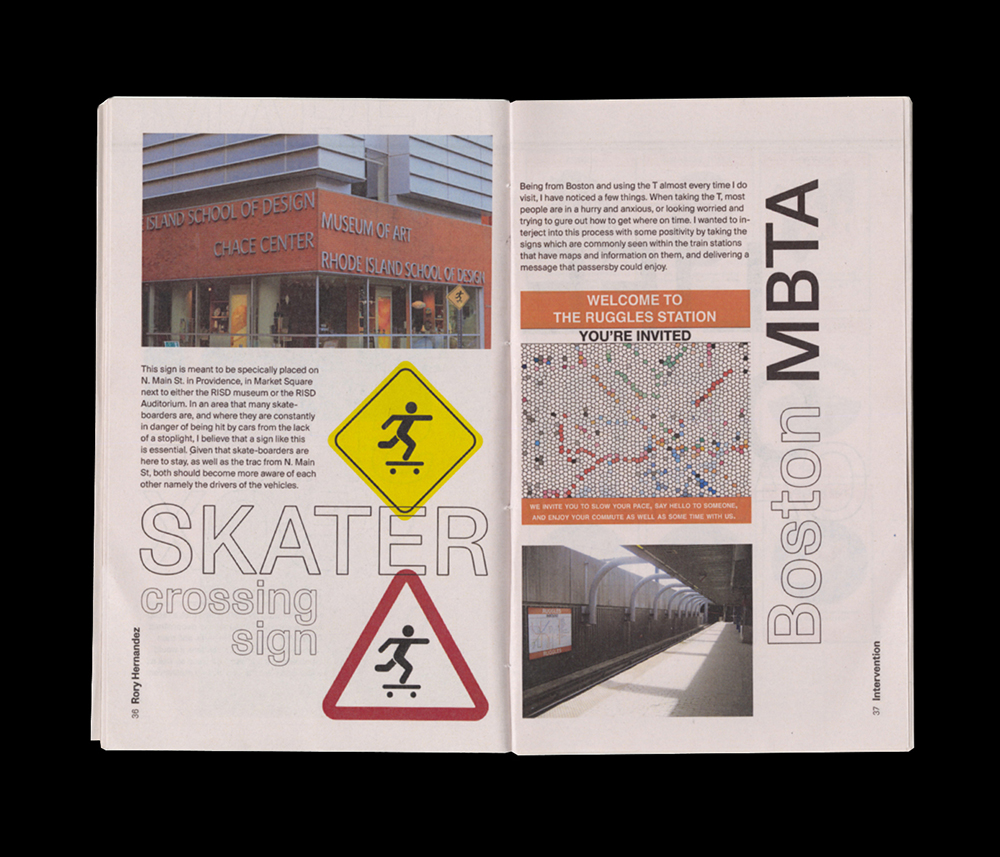 ISLAND SCHOOL OF DESIGN
CHACE CENTER
MUSEUM OF ART
RHODE ISLAND SCHOOL OF DESIGN
This sign is meant to be specically placed on
N. Main St. in Providence, in Market Square
next to either the RISD museum or the RISD
Auditorium. In an area that many skate-
boarders are, and where they are constantly
in danger of being hit by cars from the lack
of a stoplight, I believe that a sign like this
is essential. Given that skate-boarders are
here to stay, as well as the trac from N. Main
St, both should become more aware of each
other namely the drivers of the vehicles.
SKATER
crossing
sign
36 Rory Hernandez
Being from Boston and using the T almost every time I do
visit, I have noticed a few things. When taking the T, most
people are in a hurry and anxious, or looking worried and
trying to gure out how to get where on time. I wanted to in-
terject into this process with some positivity by taking the
signs which are commonly seen within the train stations
that have maps and information on them, and delivering a
message that passersby could enjoy.
WELCOME TO
THE RUGGLES STATION
YOU'RE INVITED
WE INVITE YOU TO SLOW YOUR PACE, SAY HELLO TO SOMEONE,
AND ENJOY YOUR COMMUTE AS WELL AS SOME TIME WITH US.
Boston MBTA
37 Intervention